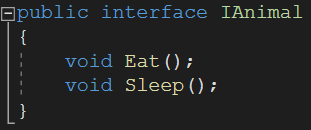 public interface IAnimal
{
    void Eat();
    void Sleep();
}